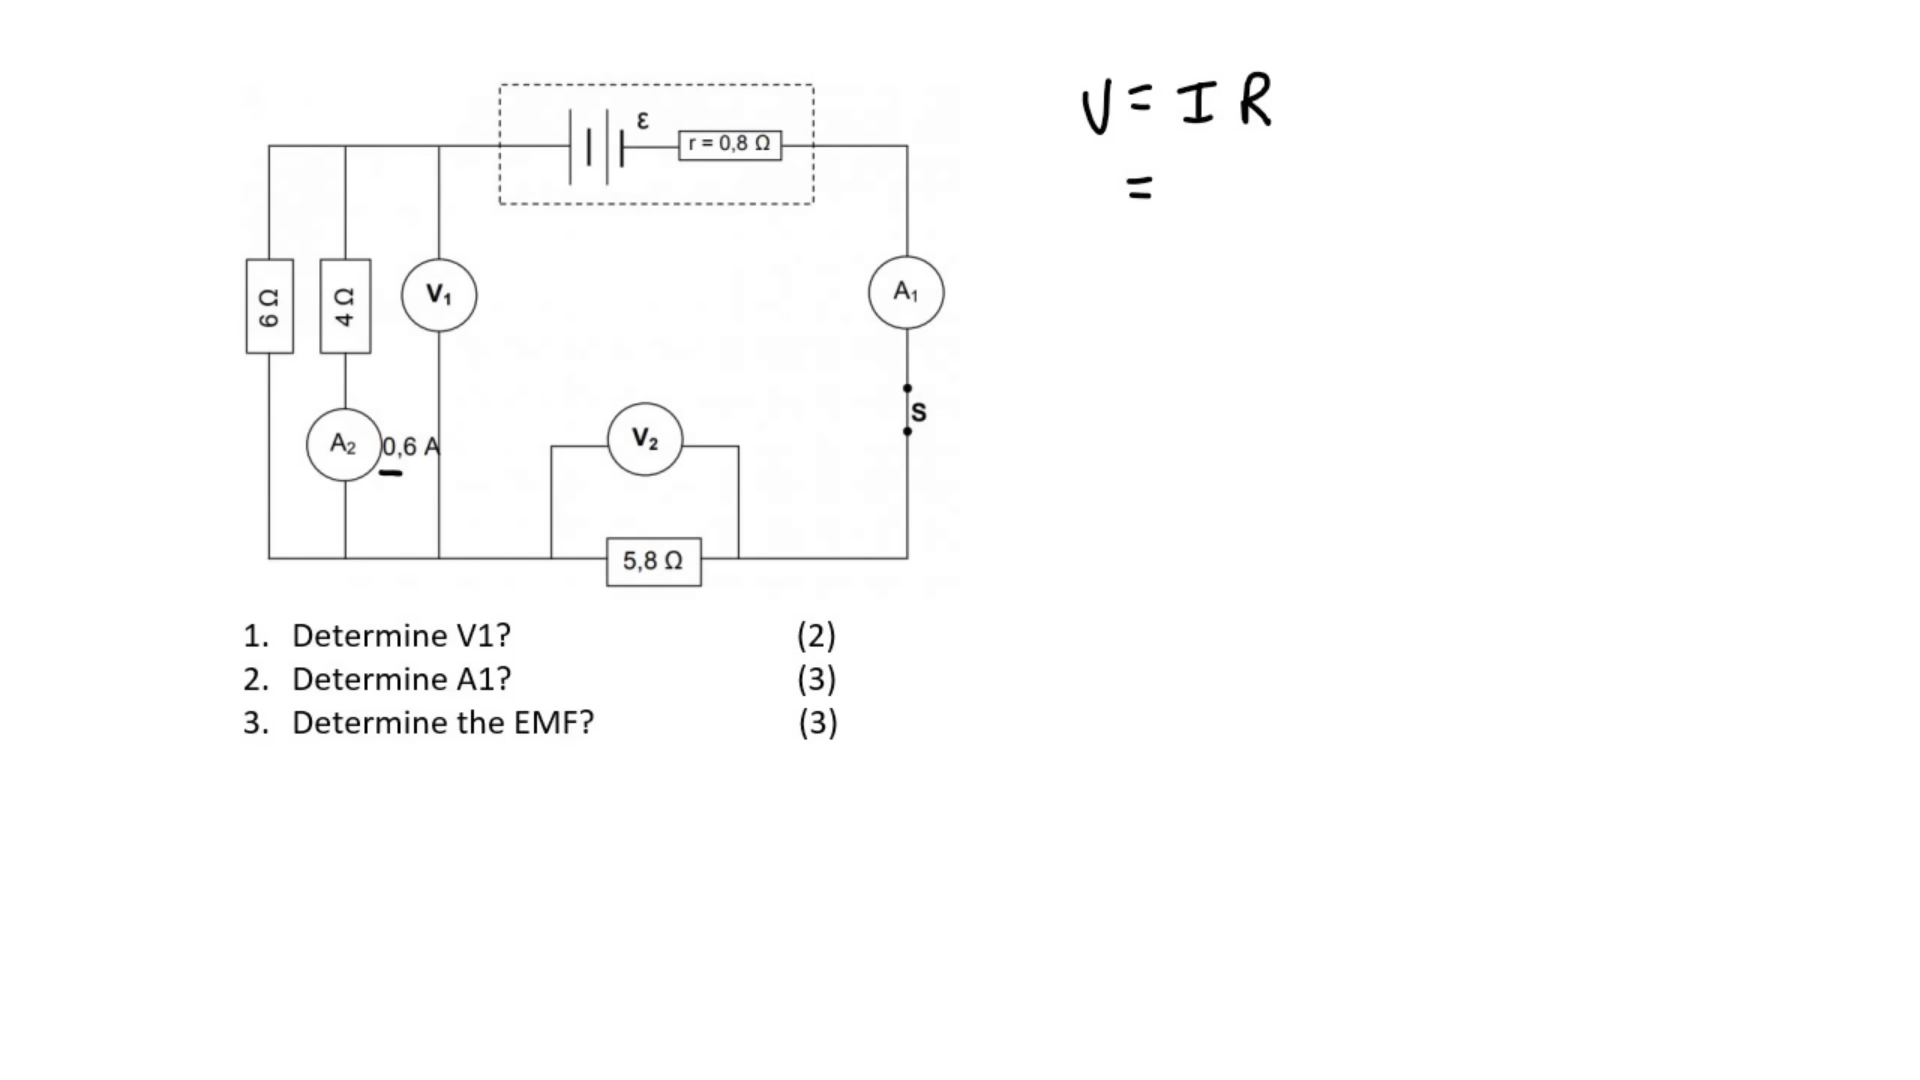 V = I R
=
ε
r = 0,8 Ω
6 Ω
4 Ω
V₁
A₁
S
A₂
0,6 A
V₂
5,8 Ω
1. Determine V1? (2)
2. Determine A1? (3)
3. Determine the EMF? (3)